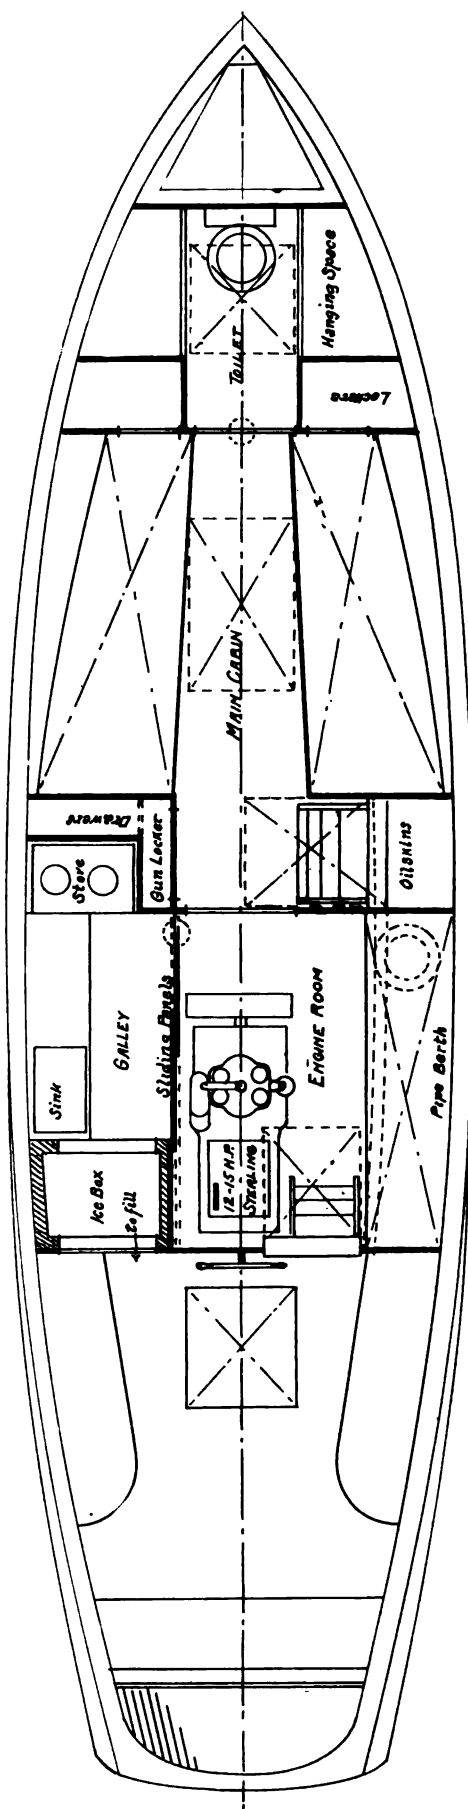 Hanging Space
TOILET
Lockers
MAIN CABIN
Drawers
Gun Locker
Stove
Oilskins
Sliding Panels
GALLEY
ENGINE ROOM
Sink
Pipe Berth
Ice Box
to fill
12-15 H.P.
STERLING